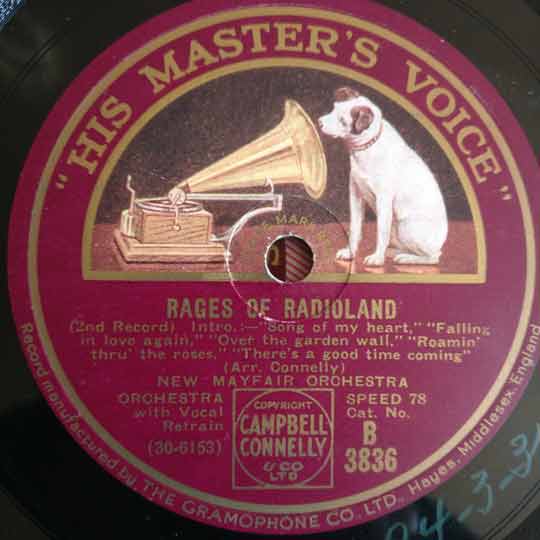 "HIS MASTER'S VOICE"
MARK
RAGES OF RADIOLAND
(2nd Record) Intro.:—"Song of my heart," "Falling
in love again," "Over the garden wall," "Roamin'
thru' the roses," "There's a good time coming"
(Arr. Connelly)
NEW MAYFAIR ORCHESTRA
ORCHESTRA
with Vocal
Refrain
(30-6153)
COPYRIGHT
CAMPBELL
CONNELLY
& CO
LTD
SPEED 78
Cat. No.
B
3836
Record manufactured by THE GRAMOPHONE CO., LTD., Hayes, Middlesex, England